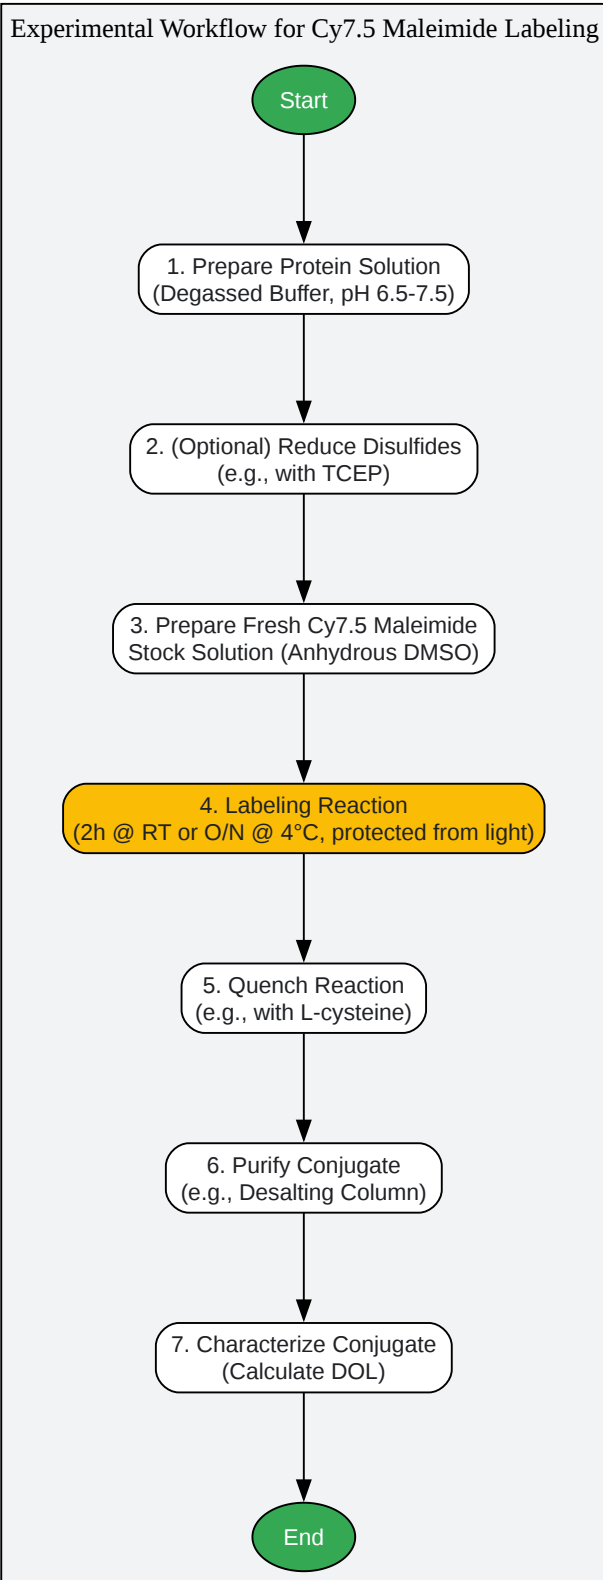 Experimental Workflow for Cy7.5 Maleimide Labeling
Start
1. Prepare Protein Solution
(Degassed Buffer, pH 6.5-7.5)
2. (Optional) Reduce Disulfides
(e.g., with TCEP)
3. Prepare Fresh Cy7.5 Maleimide
Stock Solution (Anhydrous DMSO)
4. Labeling Reaction
(2h @ RT or O/N @ 4°C, protected from light)
5. Quench Reaction
(e.g., with L-cysteine)
6. Purify Conjugate
(e.g., Desalting Column)
7. Characterize Conjugate
(Calculate DOL)
End